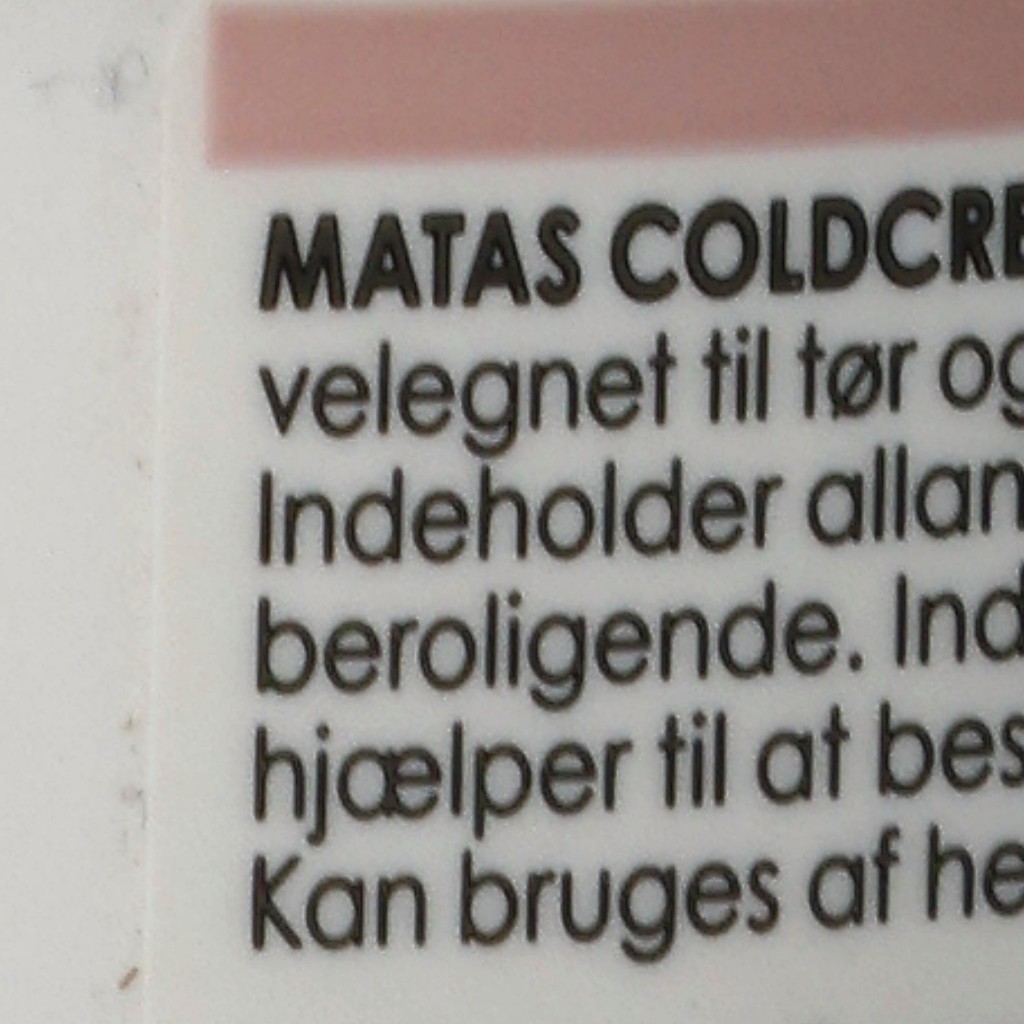 MATAS COLDCRE
velegnet til tør og
Indeholder allan
beroligende. Ind
hjælper til at bes
Kan bruges af he